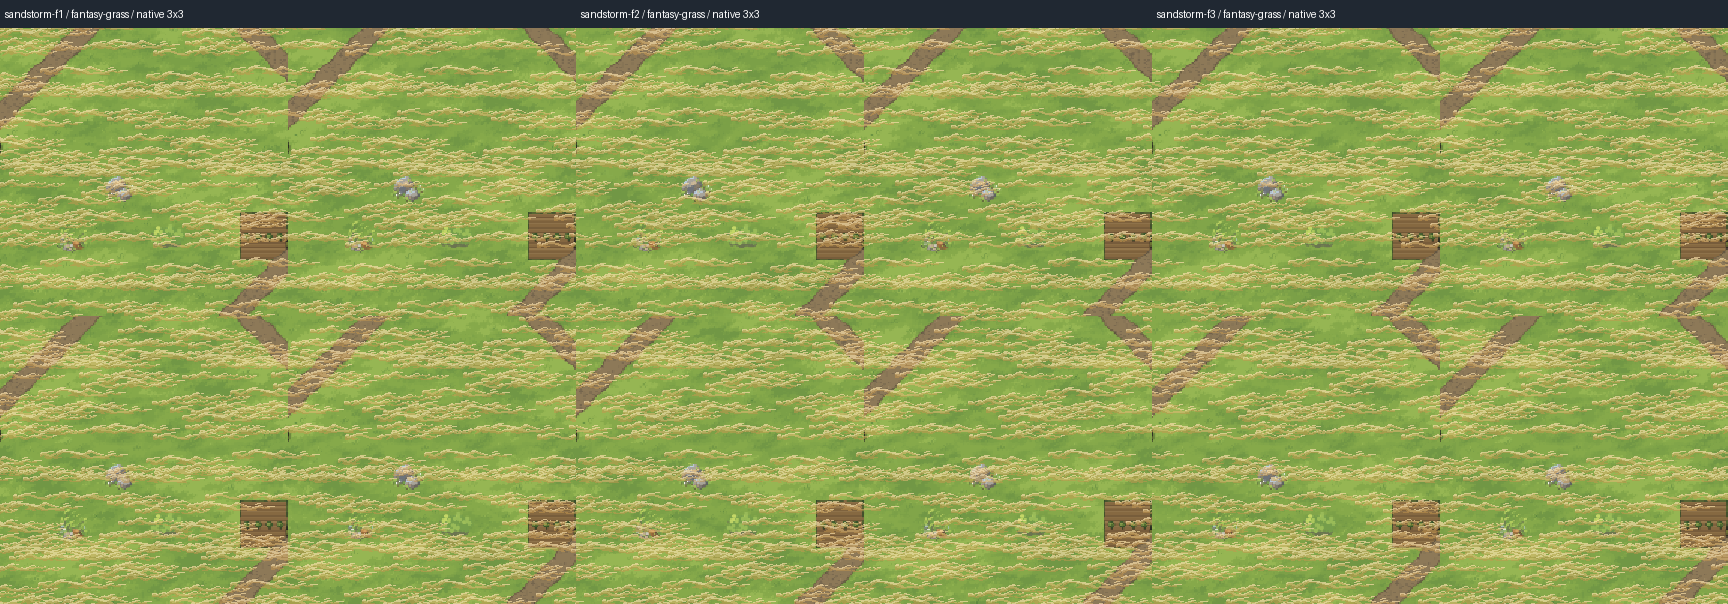 sandstorm-f1 / fantasy-grass / native 3x3
sandstorm-f2 / fantasy-grass / native 3x3
sandstorm-f3 / fantasy-grass / native 3x3